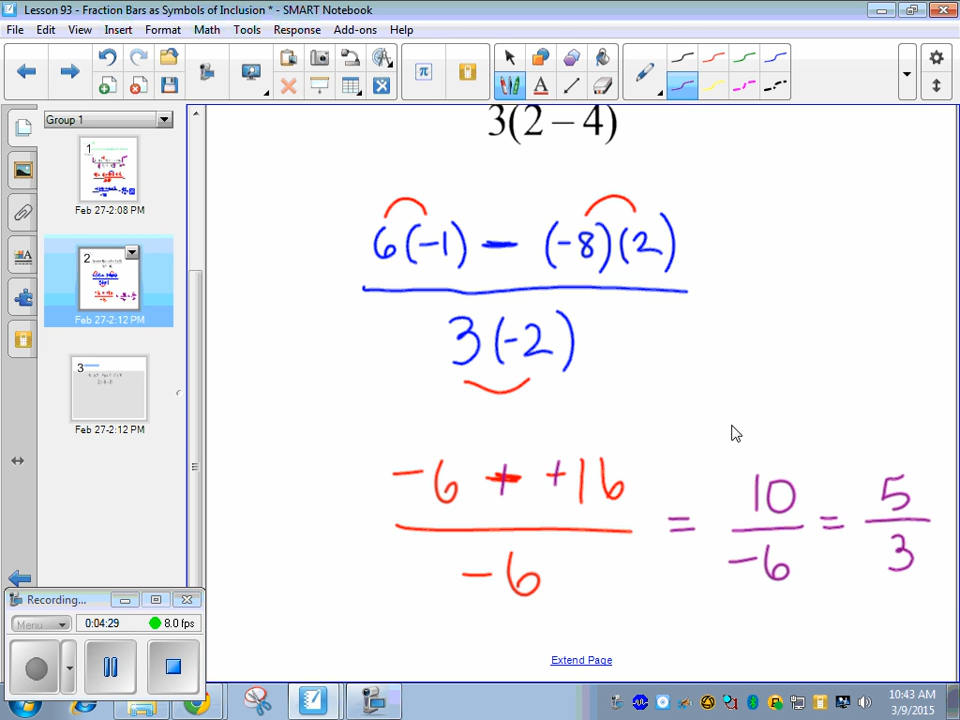 Lesson 93 - Fraction Bars as Symbols of Inclusion * - SMART Notebook
File Edit View Insert Format Math Tools Response Add-ons Help
Group 1
1
Feb 27-2:08 PM
2
Feb 27-2:12 PM
3
Feb 27-2:12 PM
3(2 – 4)
6(-1) - (-8)(2)
3(-2)
-6 + +16
-6
=
10
-6
=
5
3
Extend Page
Recording...
Menu
0:04:29
8.0 fps
10:43 AM
3/9/2015